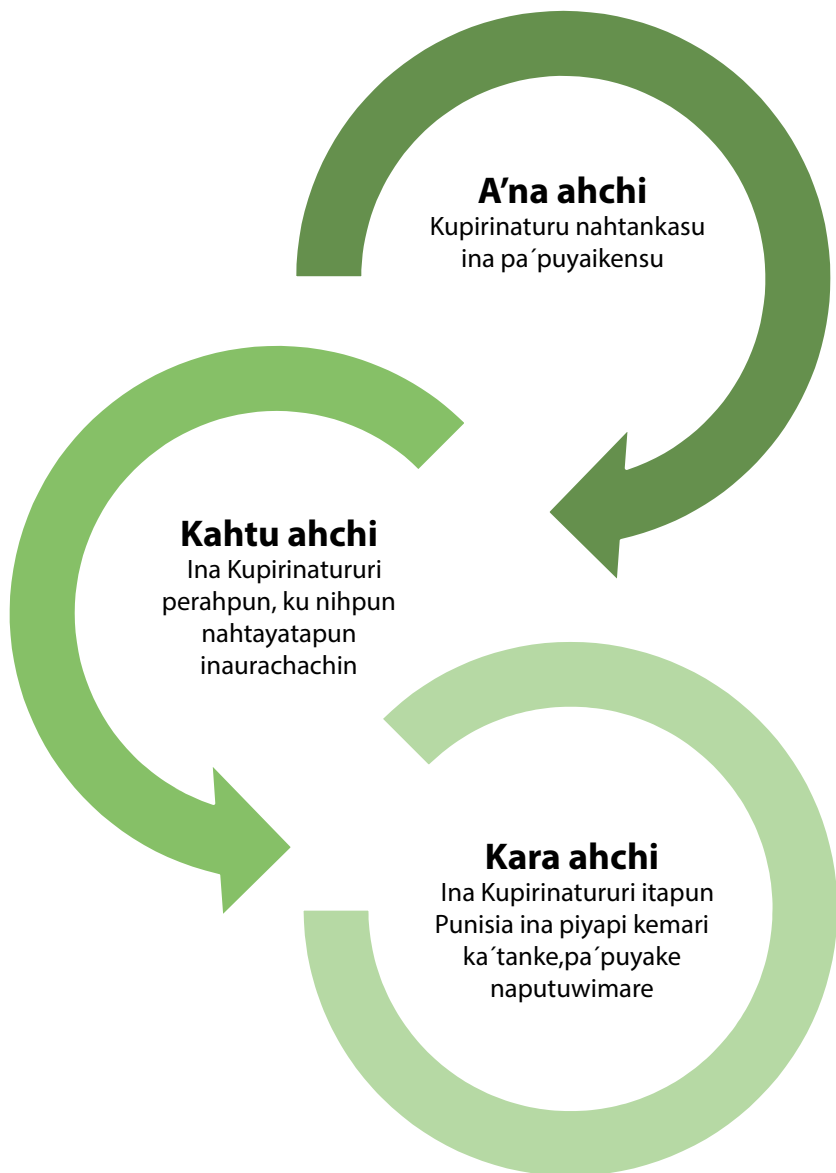 A’na ahchi
Kupirinaturu nahtankasu
ina pa´puyaikensu
Kahtu ahchi
Ina Kupirinatururi
perahpun, ku nihpun
nahtayatapun
inaurachachin
Kara ahchi
Ina Kupirinatururi itapun
Punisia ina piyapi kemari
ka´tanke,pa´puyake
naputuwimare